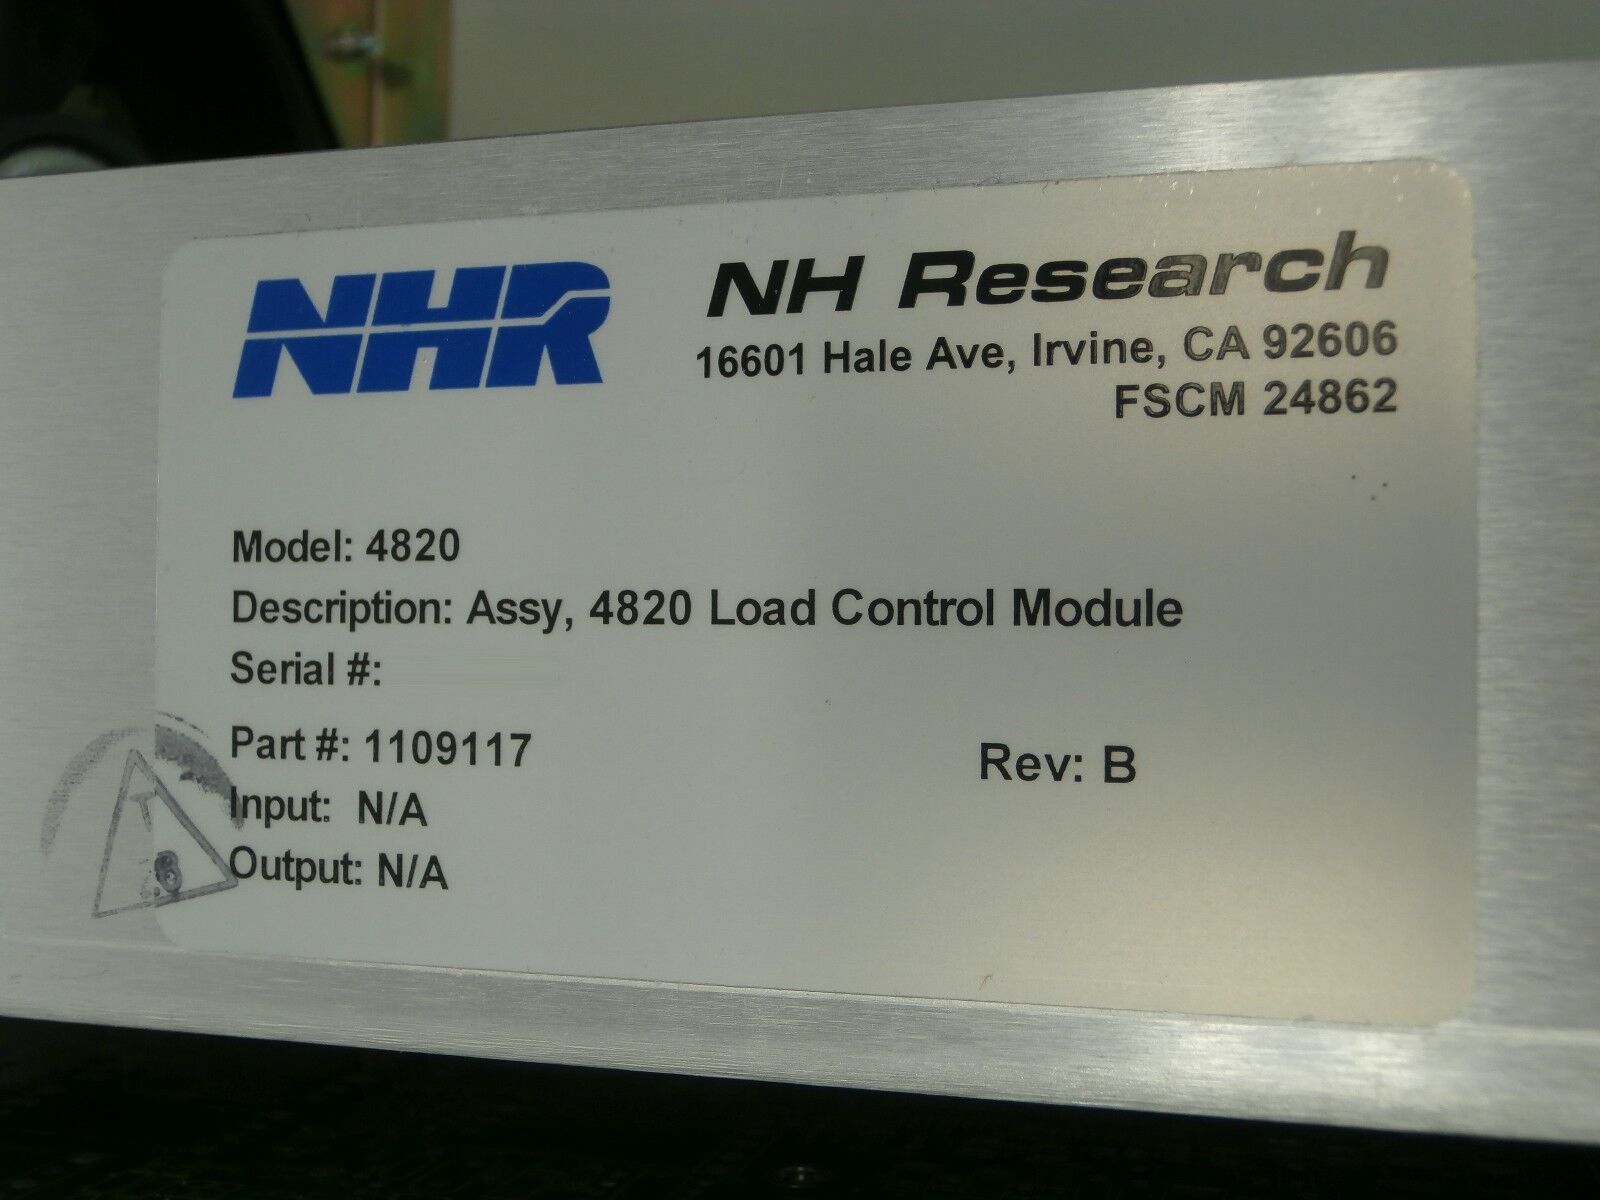 NHR
NH Research
16601 Hale Ave, Irvine, CA 92606
FSCM 24862
Model: 4820
Description: Assy, 4820 Load Control Module
Serial #:
Part #: 1109117
Rev: B
Input: N/A
Output: N/A